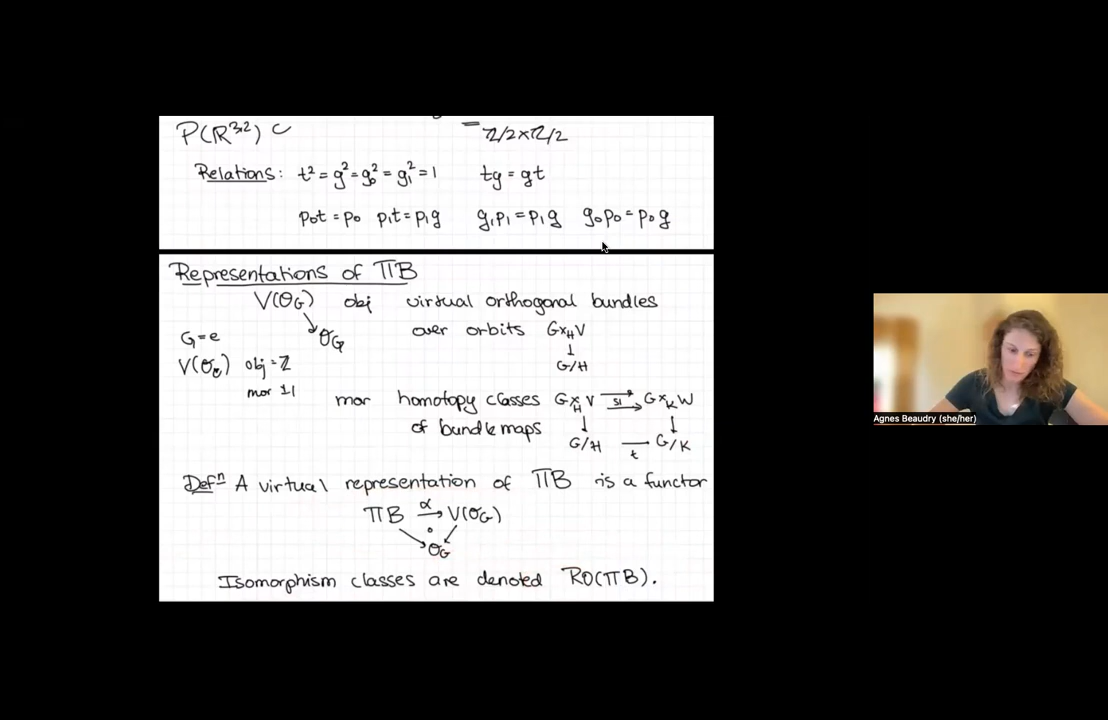 P(ℝ³'²) = ℤ/2×ℤ/2
Relations: t² = g² = g₀² = g₁² = 1 tg = gt
p₀t = p₀ p₁t = p₁g g₁p₁ = p₁g g₀p₀ = p₀g
Representations of ΠB
V(𝒪_G) obj virtual orthogonal bundles
↘ 𝒪_G over orbits G×_H V
↓
G/H
G = e
V(𝒪_e) obj = ℤ
mor ±1
mor homotopy classes G×_H V → G×_K W
of bundle maps ↓ ↓
G/H → G/K
t
Defⁿ A virtual representation of ΠB is a functor
ΠB →^α V(𝒪_G)
↘ ↙
𝒪_G
Isomorphism classes are denoted RO(ΠB).
Agnes Beaudry (she/her)